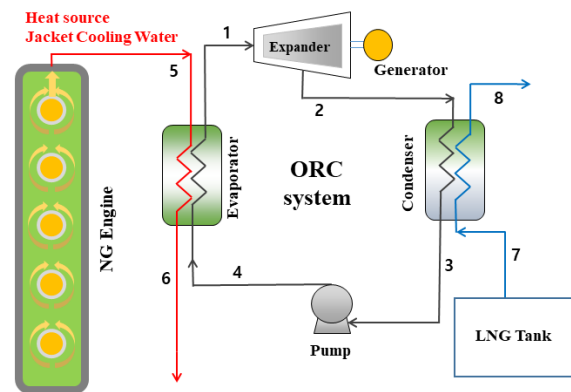 Heat source
Jacket Cooling Water
1
Expander
5
Generator
2
8
Evaporator
ORC
system
Condenser
NG Engine
6
4
3
7
Pump
LNG Tank